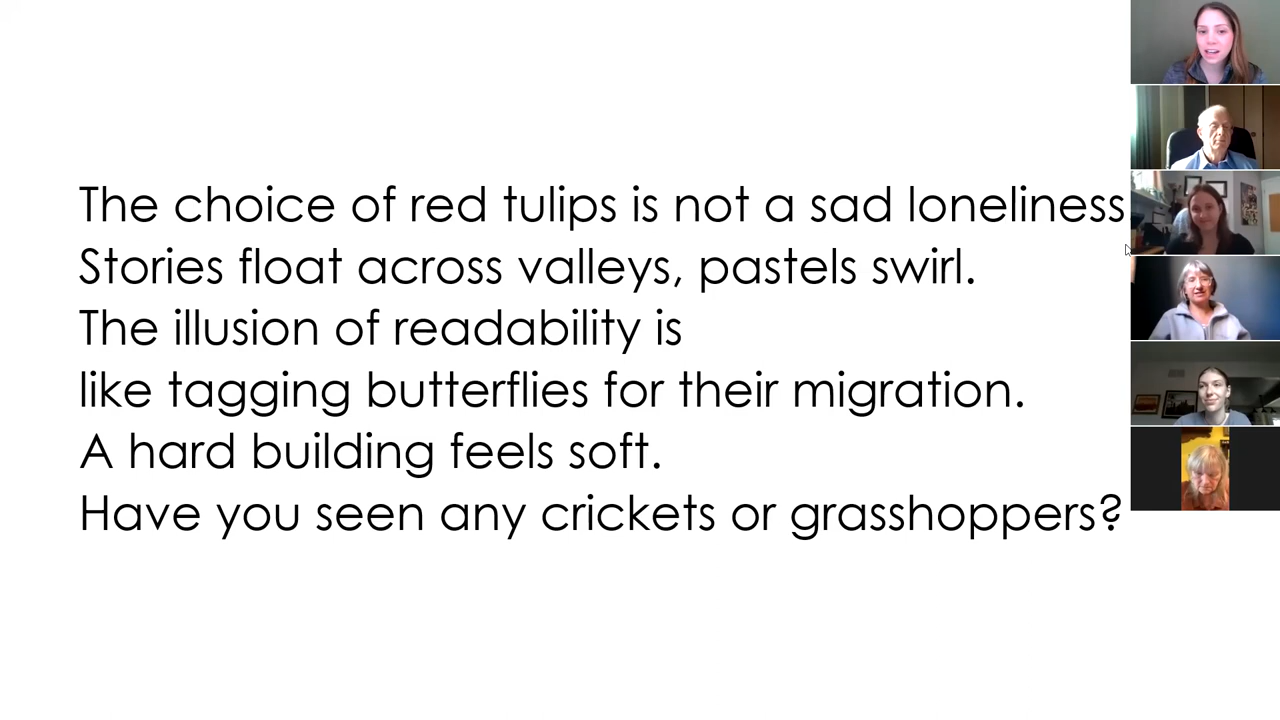 The choice of red tulips is not a sad loneliness
Stories float across valleys, pastels swirl.
The illusion of readability is
like tagging butterflies for their migration.
A hard building feels soft.
Have you seen any crickets or grasshoppers?